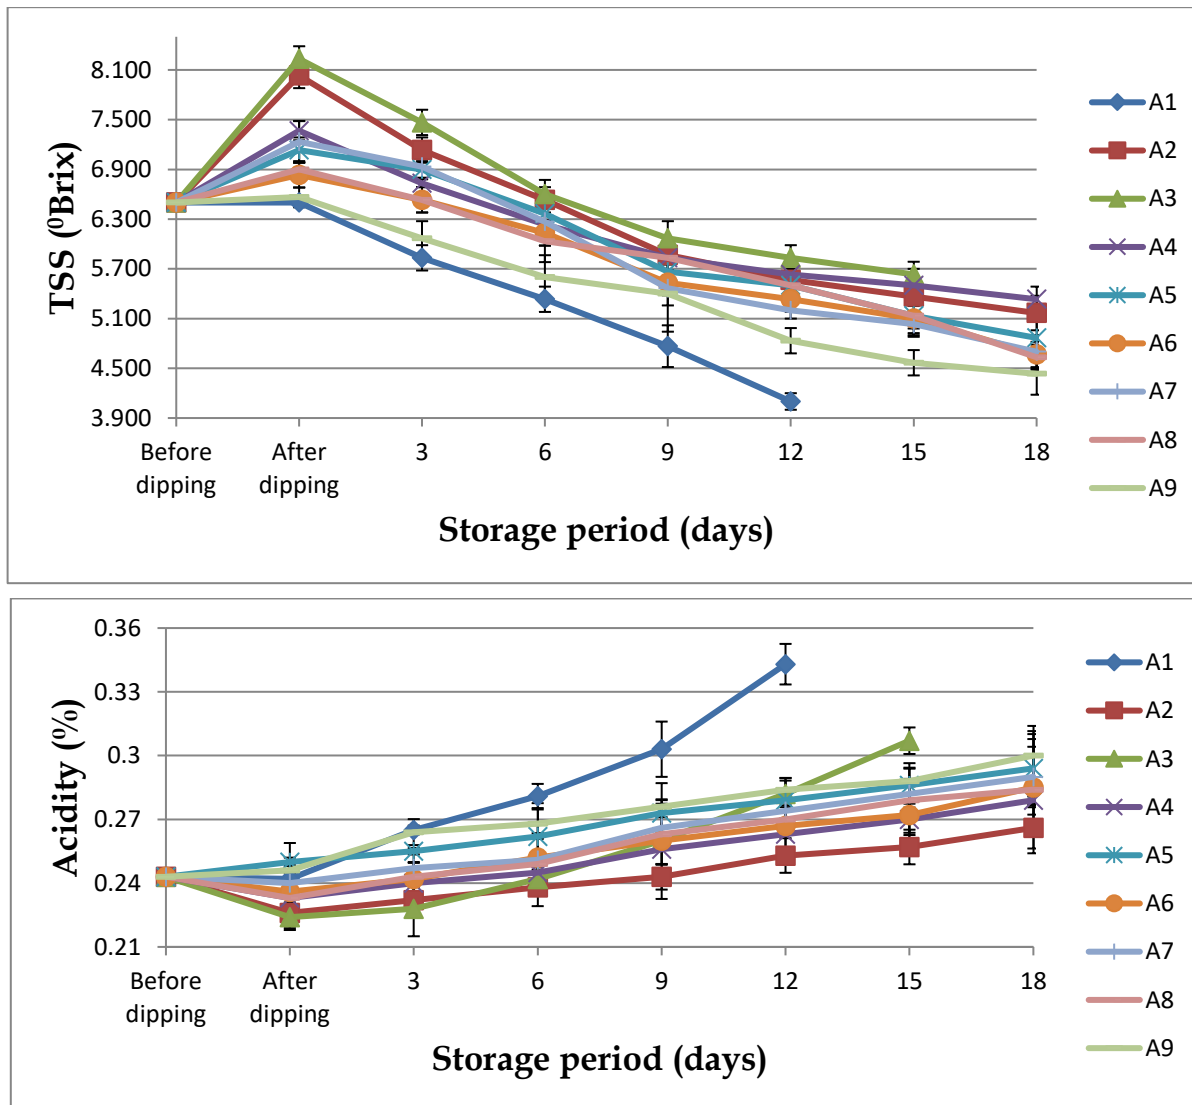 TSS (⁰Brix)
8.100
7.500
6.900
6.300
5.700
5.100
4.500
3.900
Before dipping
After dipping
3
6
9
12
15
18
Storage period (days)
A1
A2
A3
A4
A5
A6
A7
A8
A9
Acidity (%)
0.36
0.33
0.3
0.27
0.24
0.21
Before dipping
After dipping
3
6
9
12
15
18
Storage period (days)
A1
A2
A3
A4
A5
A6
A7
A8
A9